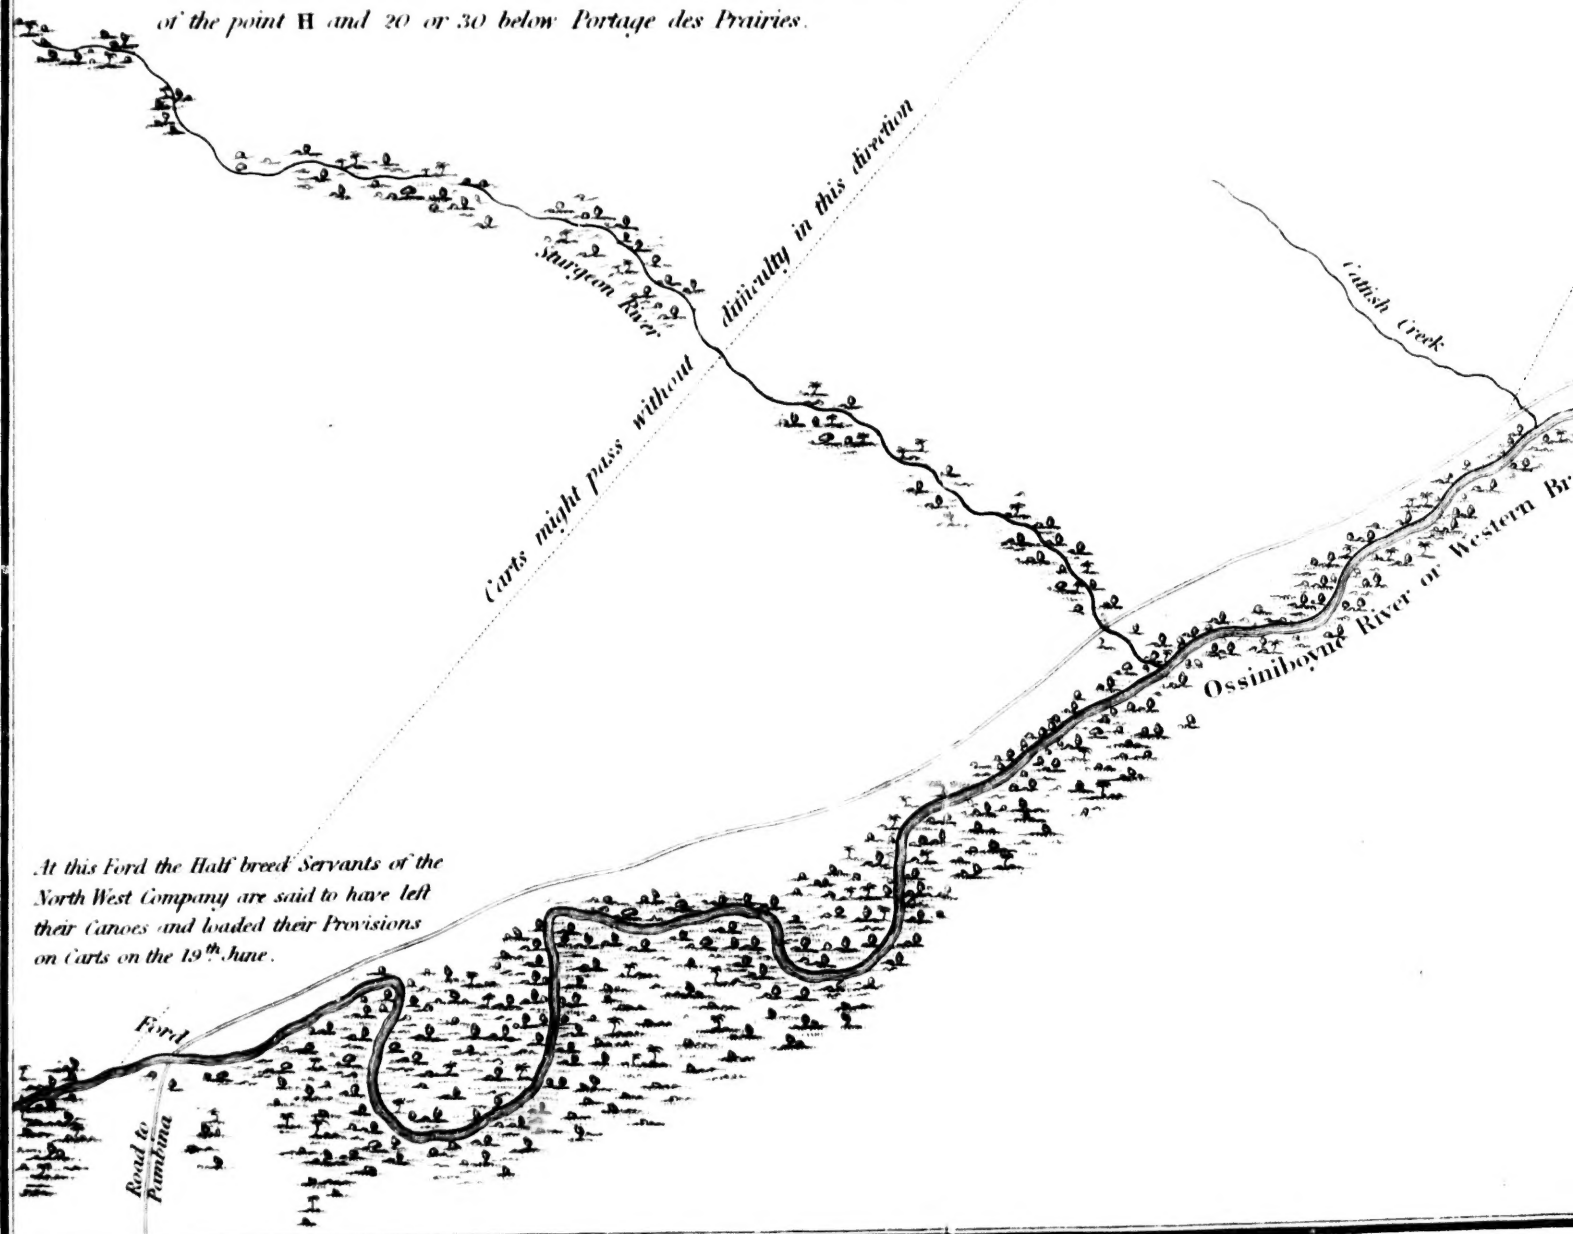 of the point H and 20 or 30 below Portage des Prairies.
Carts might pass without difficulty in this direction
Sturgeon River
Catfish Creek
Ossiniboyne River or Western Br
At this Ford the Half breed Servants of the
North West Company are said to have left
their Canoes and loaded their Provisions
on Carts on the 19th June.
Ford
Road to
Pambina